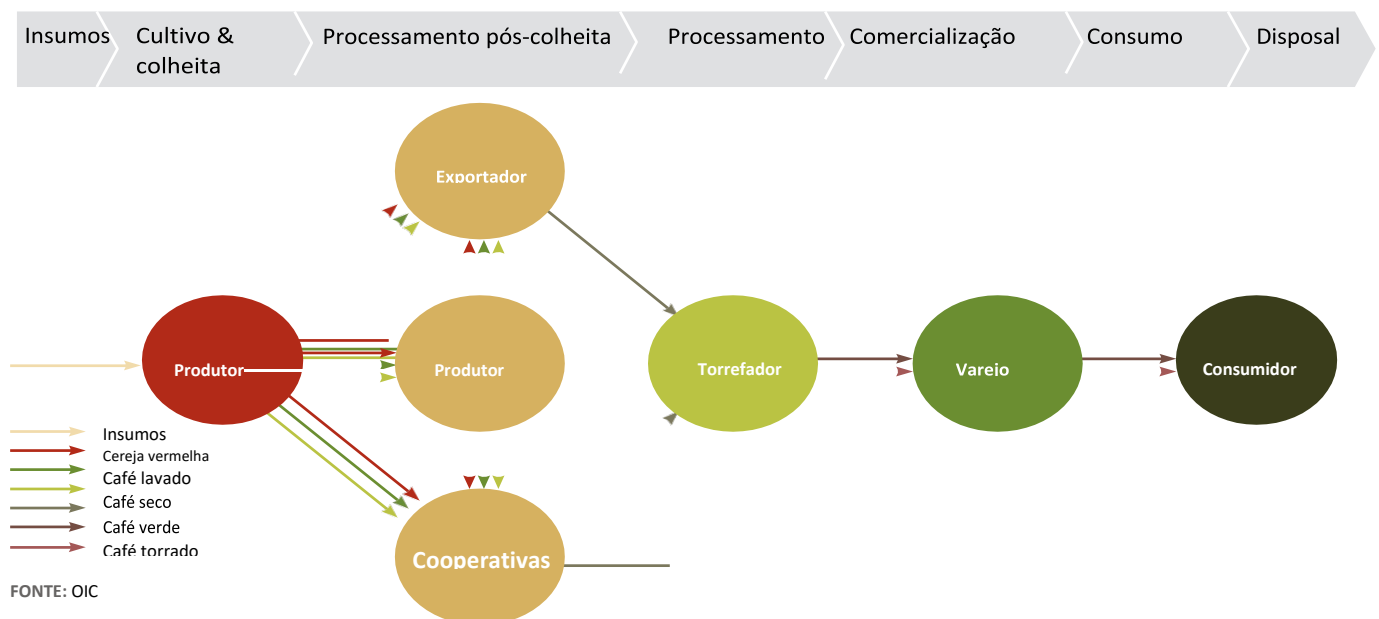 Insumos
Cultivo &
colheita
Processamento pós-colheita
Processamento
Comercialização
Consumo
Disposal
Exportador
Produtor
Produtor
Torrefador
Vareio
Consumidor
Cooperativas
Insumos
Cereja vermelha
Café lavado
Café seco
Café verde
Café torrado
FONTE: OIC